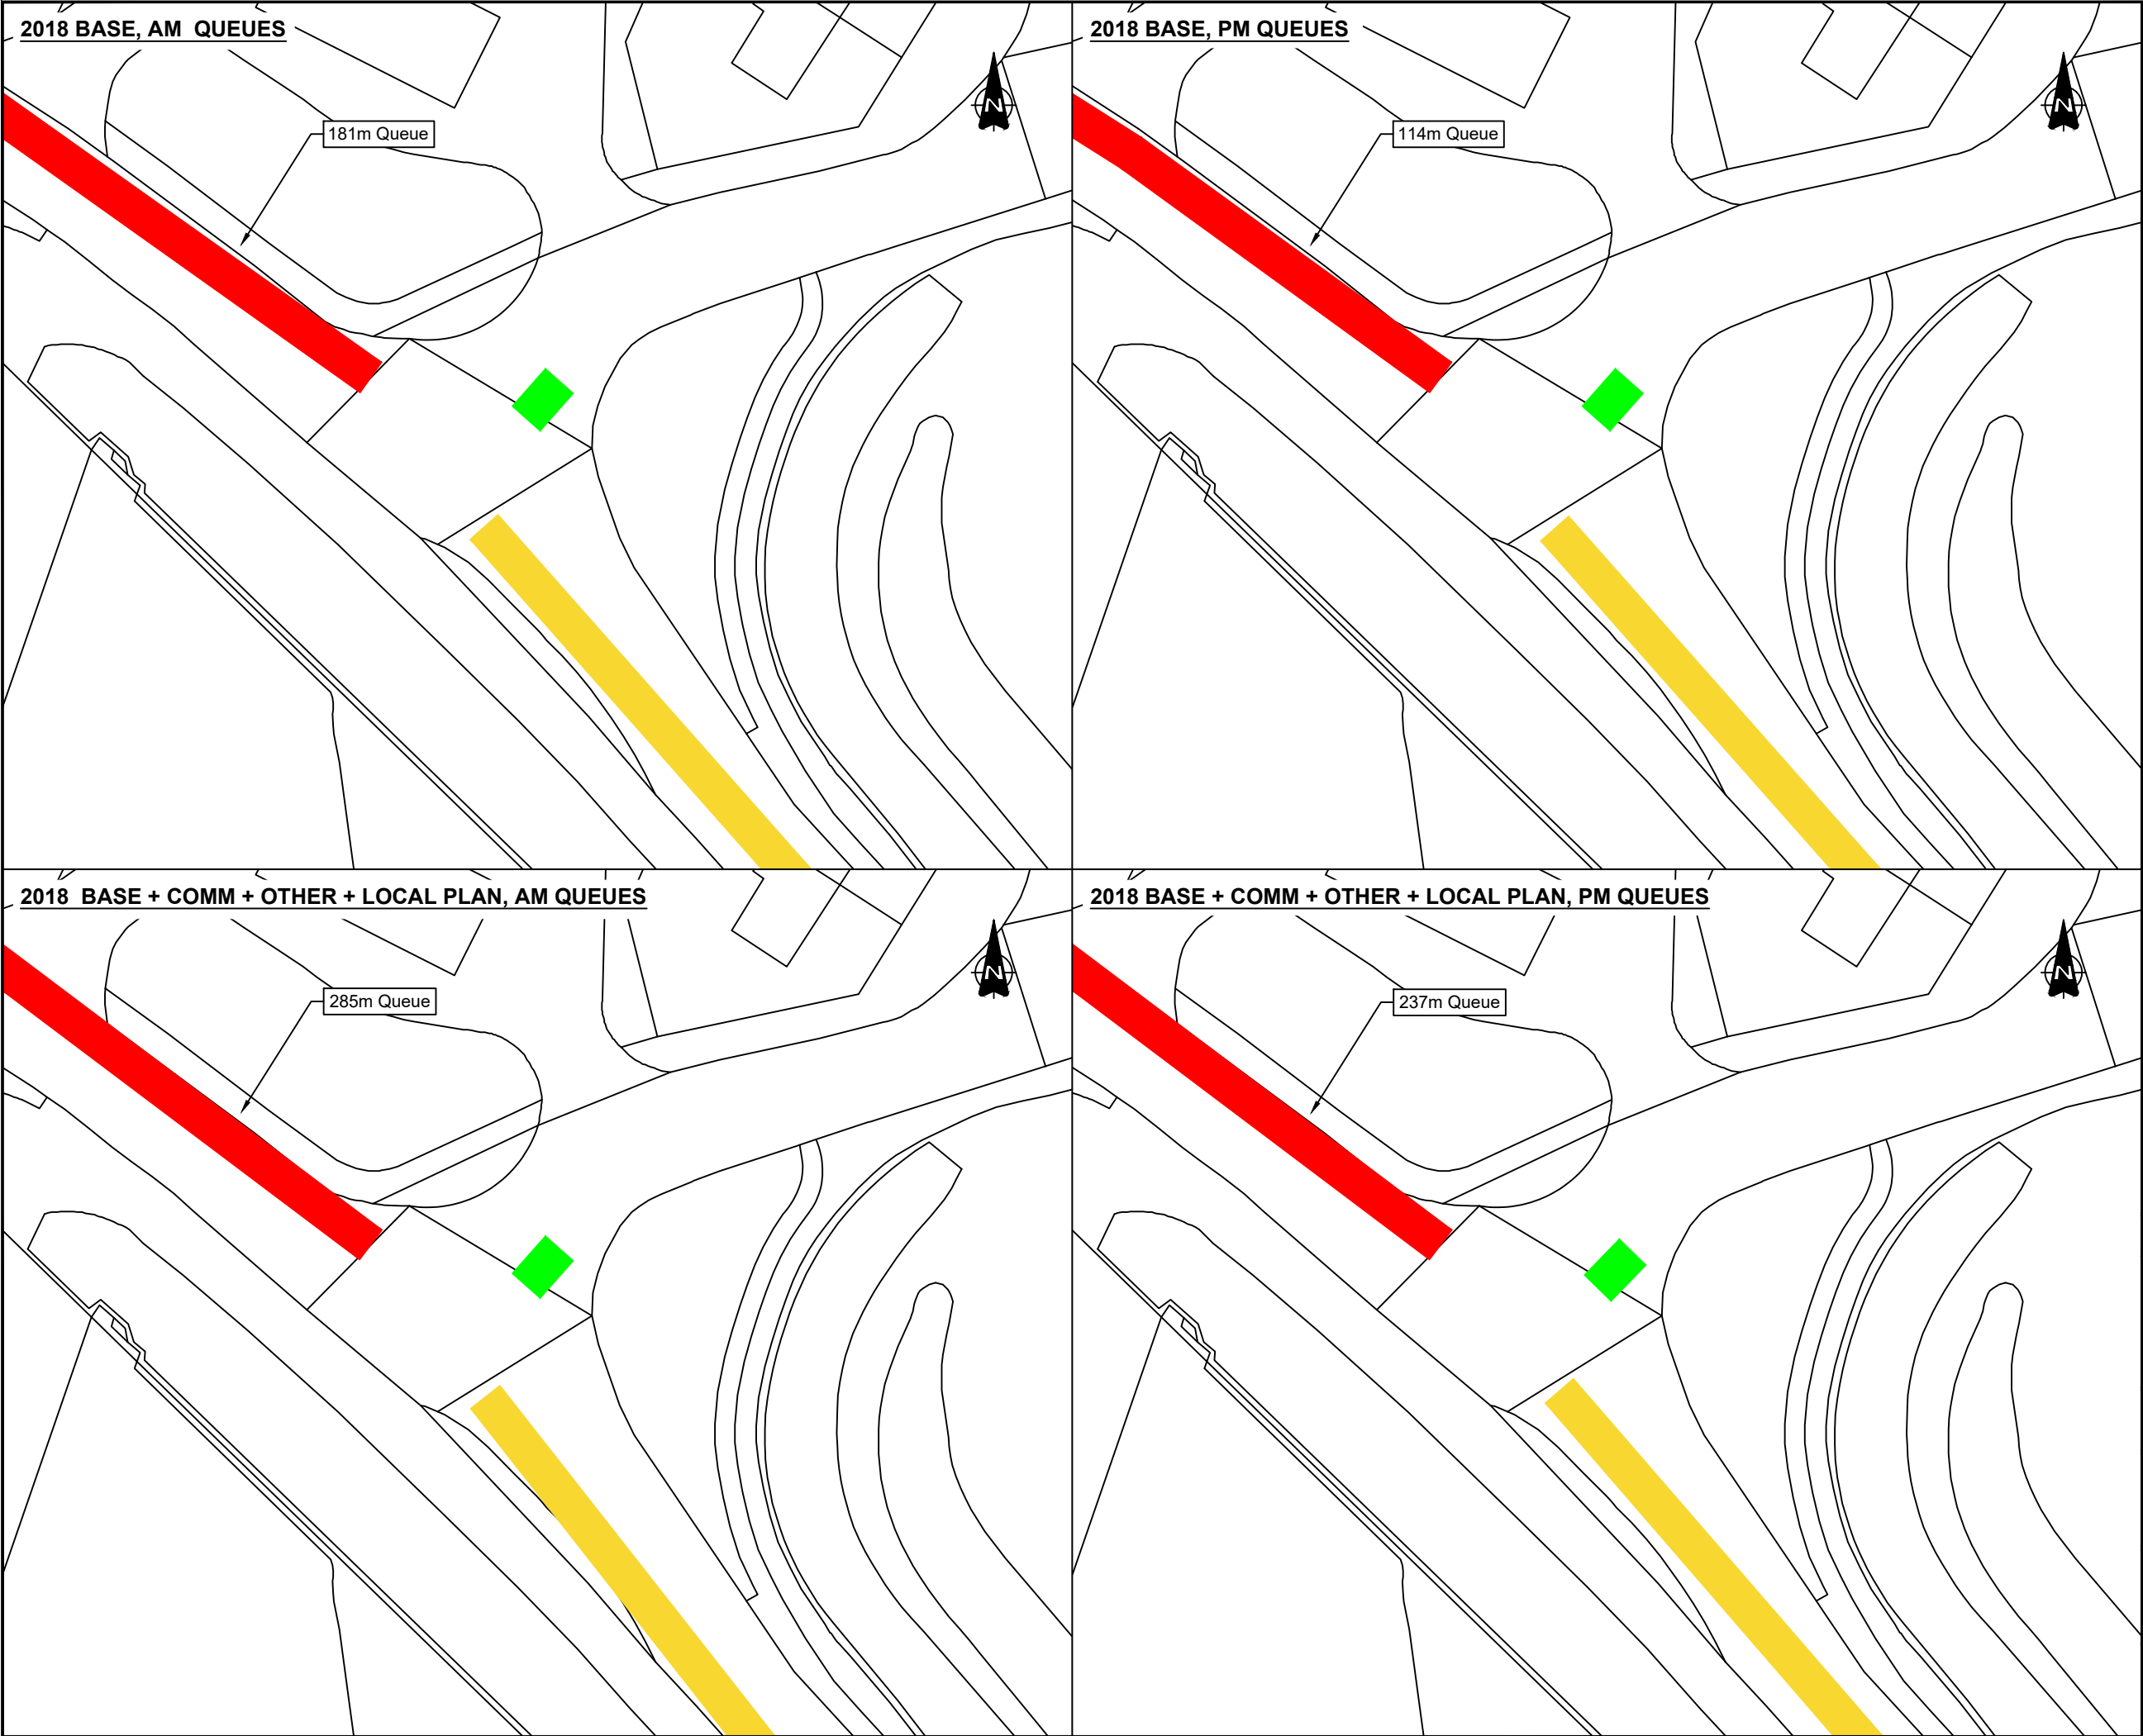 2018 BASE, AM  QUEUES
181m Queue
N
2018 BASE, PM QUEUES
114m Queue
N
2018  BASE + COMM + OTHER + LOCAL PLAN, AM QUEUES
285m Queue
N
2018 BASE + COMM + OTHER + LOCAL PLAN, PM QUEUES
237m Queue
N